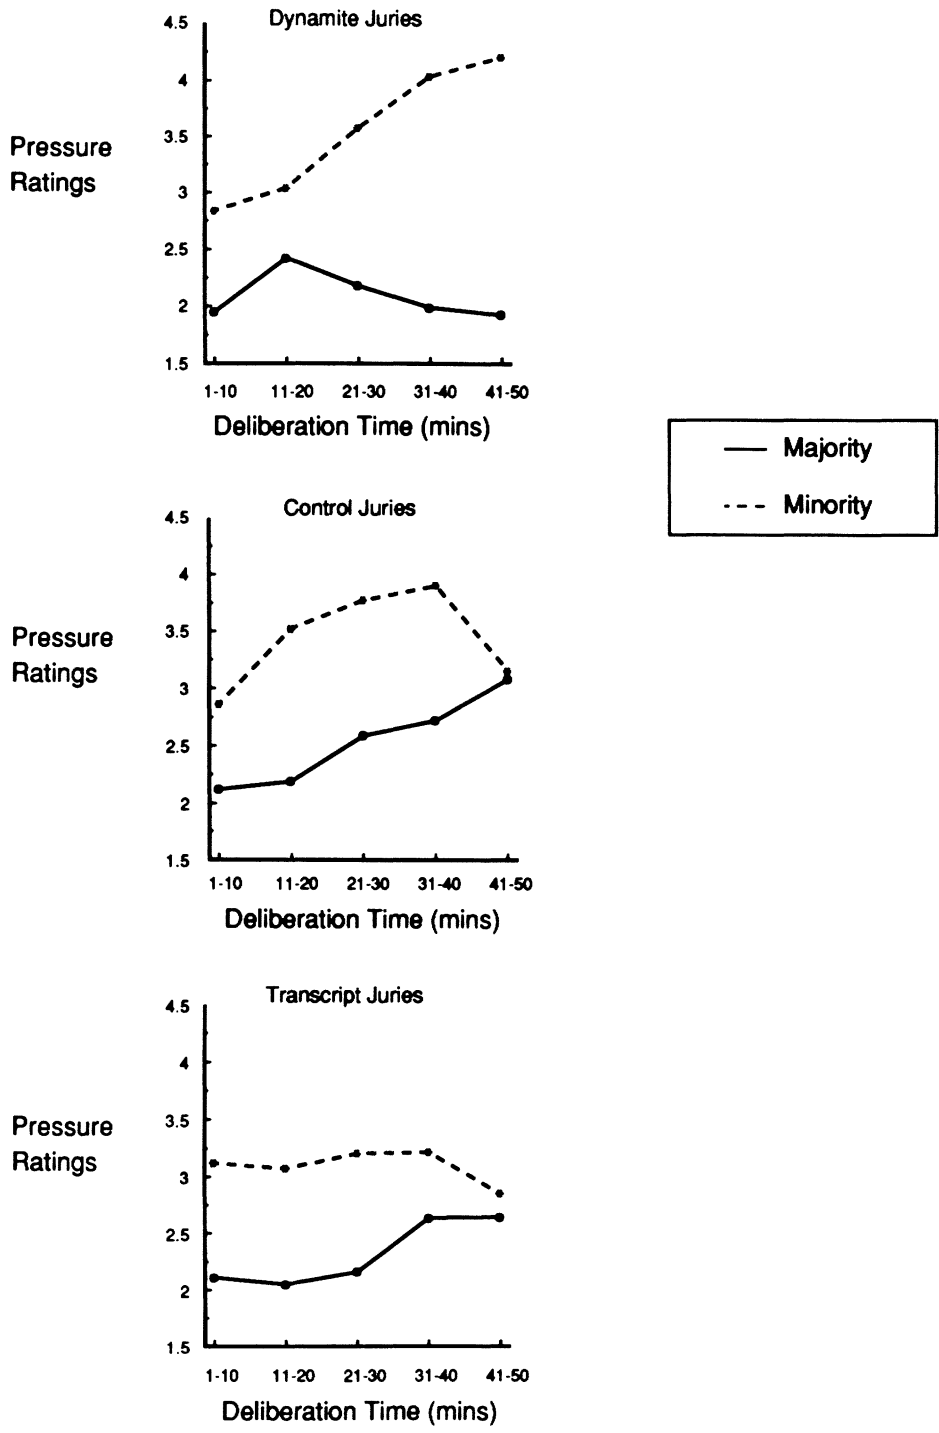 Dynamite Juries
4.5
4
3.5
3
2.5
2
1.5
Pressure
Ratings
1-10 11-20 21-30 31-40 41-50
Deliberation Time (mins)
Majority
Minority
Control Juries
4.5
4
3.5
3
2.5
2
1.5
Pressure
Ratings
1-10 11-20 21-30 31-40 41-50
Deliberation Time (mins)
Transcript Juries
4.5
4
3.5
3
2.5
2
1.5
Pressure
Ratings
1-10 11-20 21-30 31-40 41-50
Deliberation Time (mins)